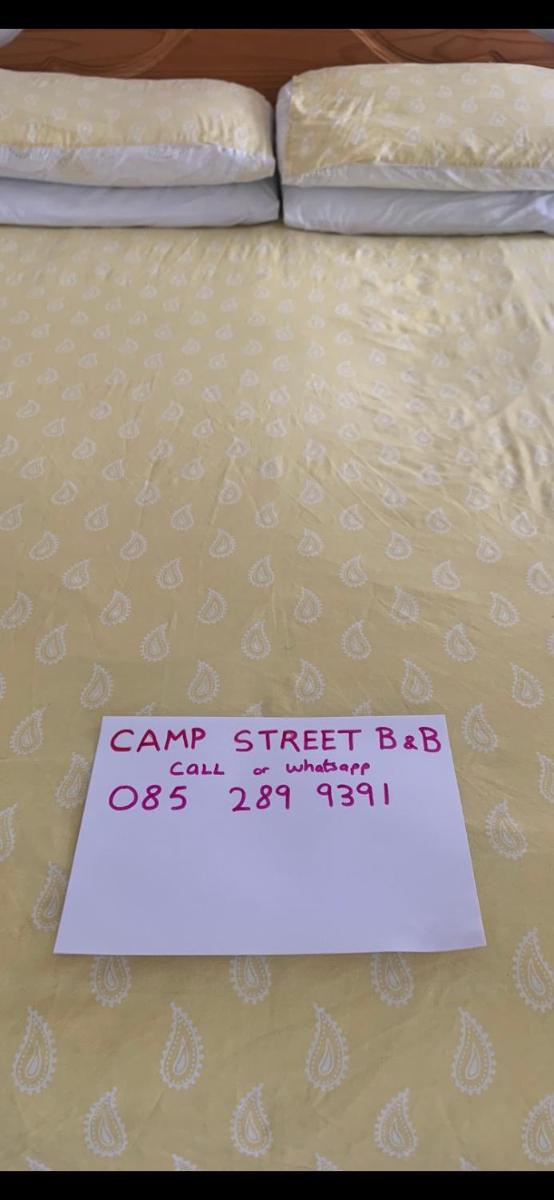 CAMP STREET B&B
CALL or whatsapp
085 289 9391